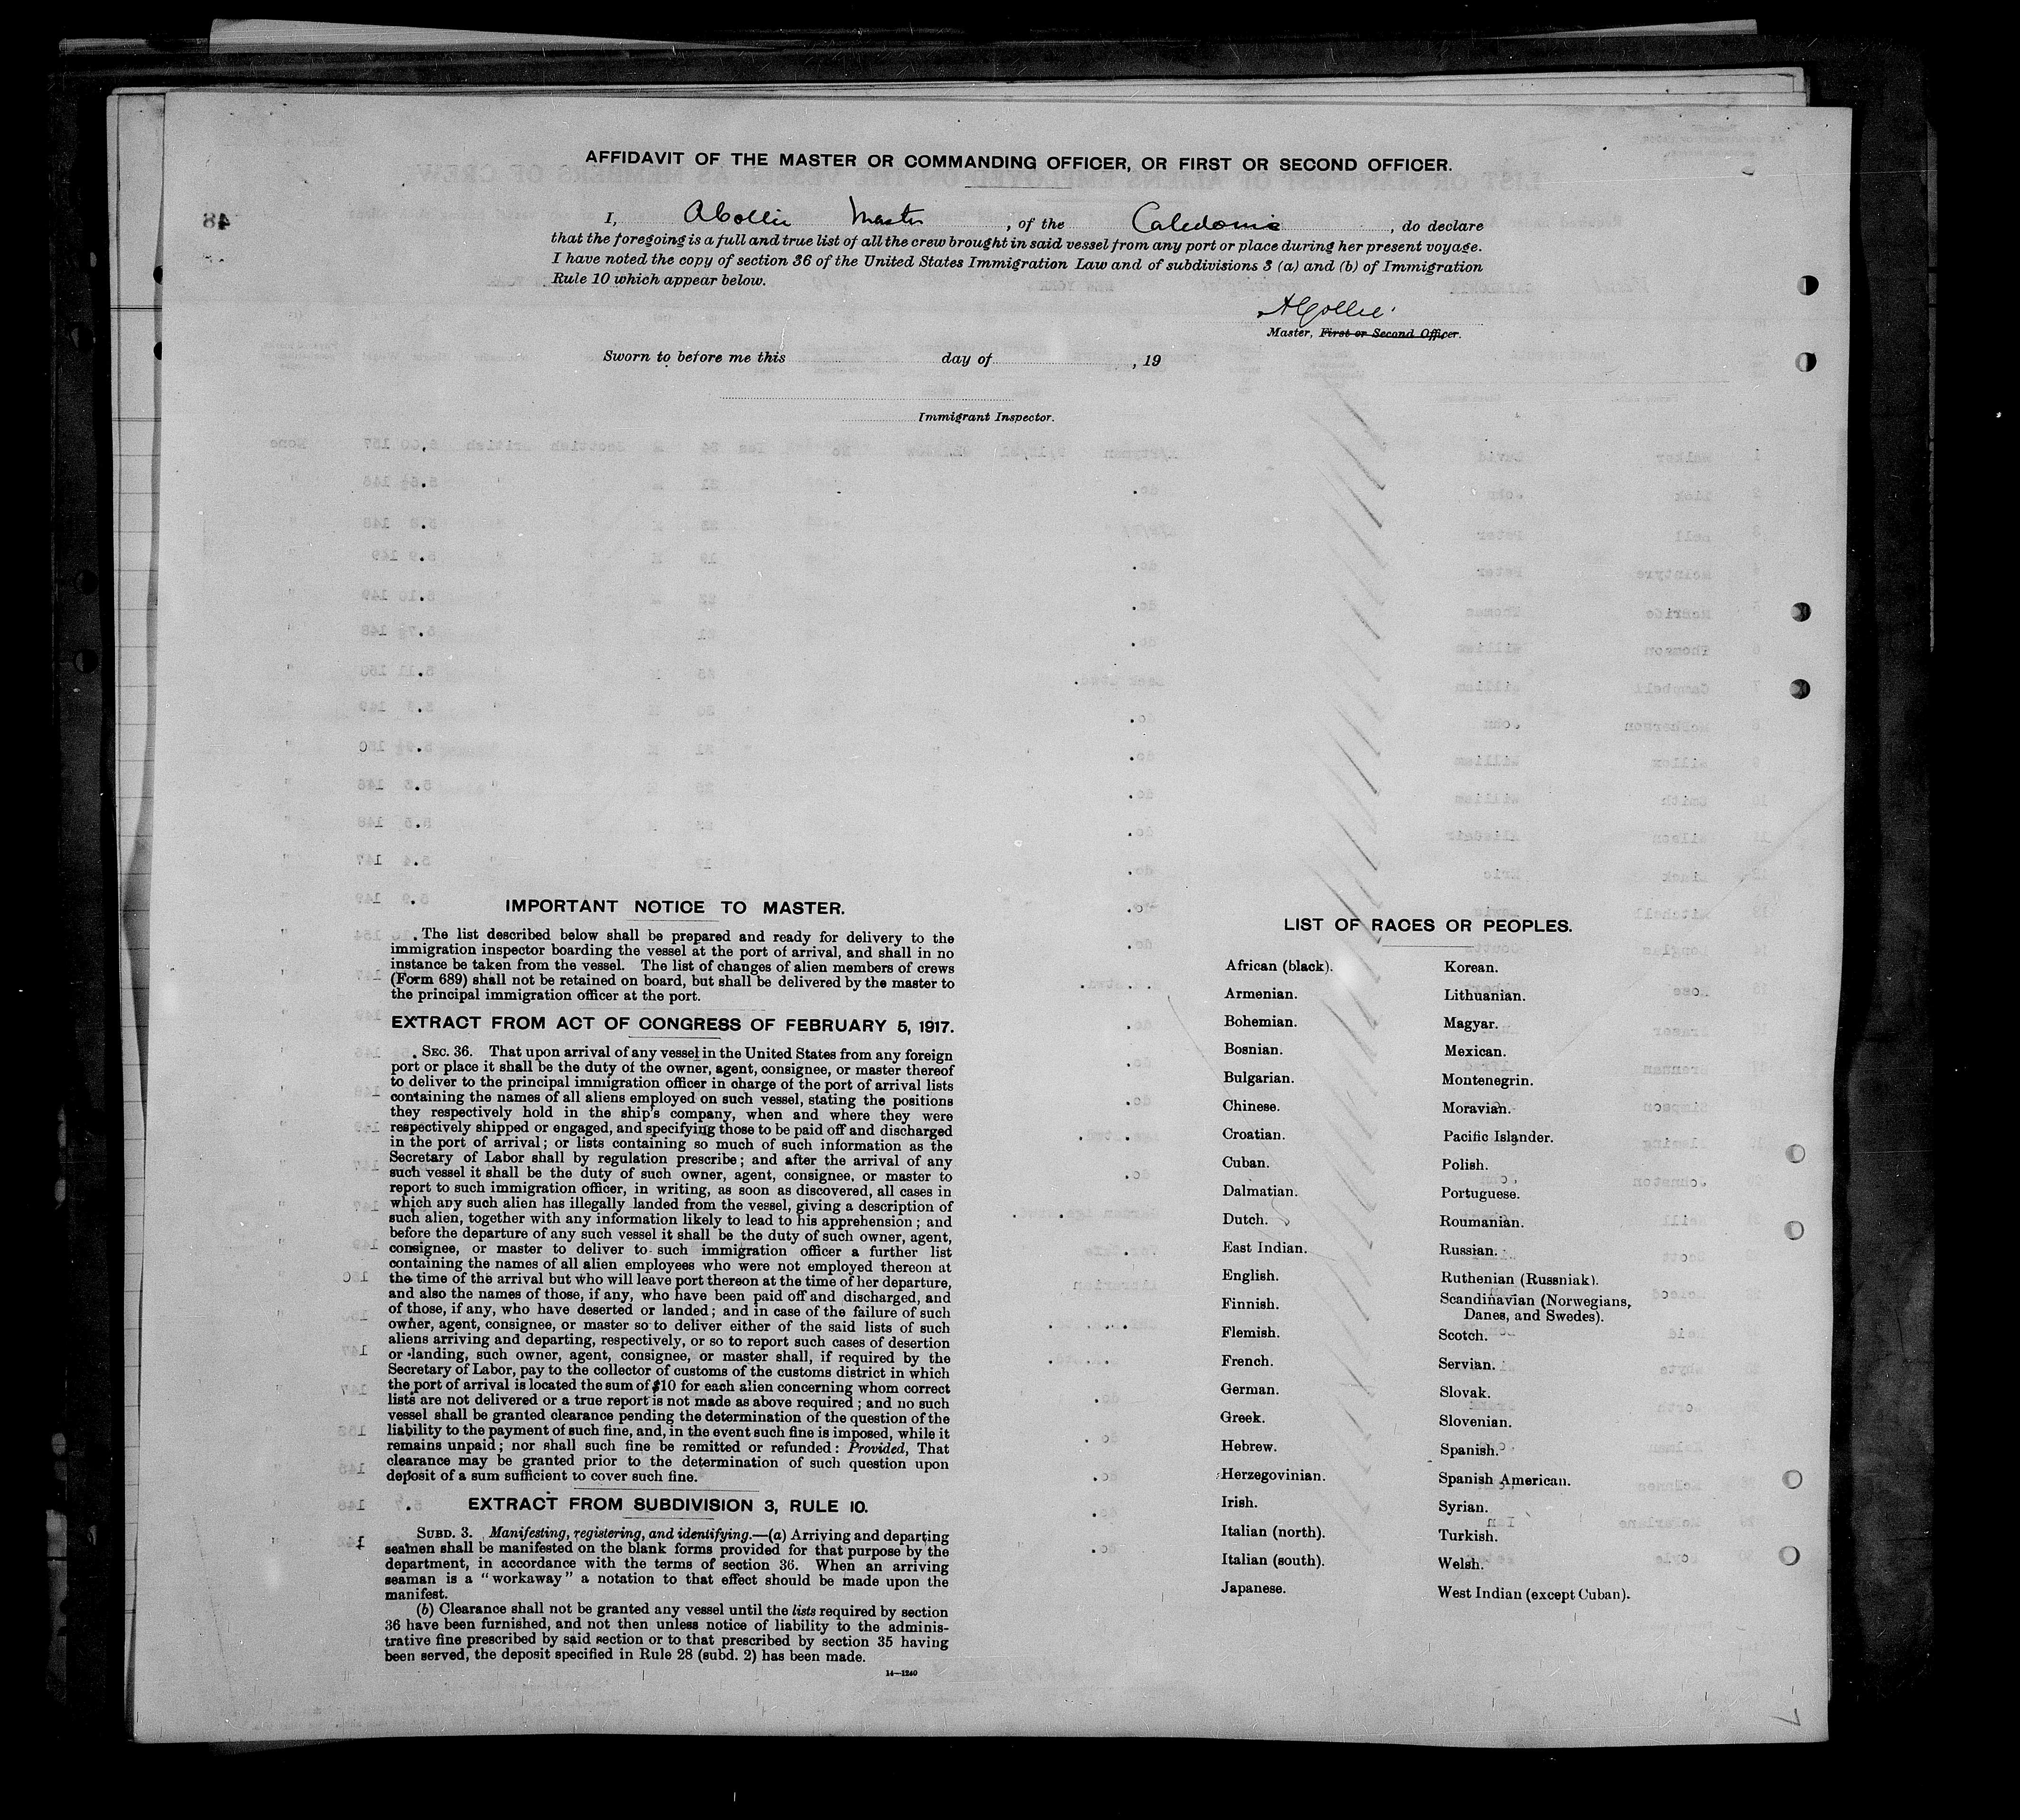 AFFIDAVIT OF THE MASTER OR COMMANDING OFFICER, OR FIRST OR SECOND OFFICER.
I, ACollie Master, of the Caledonia, do declare
that the foregoing is a full and true list of all the crew brought in said vessel from any port or place during her present voyage.
I have noted the copy of section 36 of the United States Immigration Law and of subdivisions 3 (a) and (b) of Immigration
Rule 10 which appear below.
ACollie
Master, First or Second Officer.
Sworn to before me this day of , 19
Immigrant Inspector.
IMPORTANT NOTICE TO MASTER.
The list described below shall be prepared and ready for delivery to the
immigration inspector boarding the vessel at the port of arrival, and shall in no
instance be taken from the vessel. The list of changes of alien members of crews
(Form 689) shall not be retained on board, but shall be delivered by the master to
the principal immigration officer at the port.
EXTRACT FROM ACT OF CONGRESS OF FEBRUARY 5, 1917.
SEC. 36. That upon arrival of any vessel in the United States from any foreign
port or place it shall be the duty of the owner, agent, consignee, or master thereof
to deliver to the principal immigration officer in charge of the port of arrival lists
containing the names of all aliens employed on such vessel, stating the positions
they respectively hold in the ship's company, when and where they were
respectively shipped or engaged, and specifying those to be paid off and discharged
in the port of arrival; or lists containing so much of such information as the
Secretary of Labor shall by regulation prescribe; and after the arrival of any
such vessel it shall be the duty of such owner, agent, consignee, or master to
report to such immigration officer, in writing, as soon as discovered, all cases in
which any such alien has illegally landed from the vessel, giving a description of
such alien, together with any information likely to lead to his apprehension; and
before the departure of any such vessel it shall be the duty of such owner, agent,
consignee, or master to deliver to such immigration officer a further list
containing the names of all alien employees who were not employed thereon at
the time of the arrival but who will leave port thereon at the time of her departure,
and also the names of those, if any, who have been paid off and discharged, and
of those, if any, who have deserted or landed; and in case of the failure of such
owner, agent, consignee, or master so to deliver either of the said lists of such
aliens arriving and departing, respectively, or so to report such cases of desertion
or landing, such owner, agent, consignee, or master shall, if required by the
Secretary of Labor, pay to the collector of customs of the customs district in which
the port of arrival is located the sum of $10 for each alien concerning whom correct
lists are not delivered or a true report is not made as above required; and no such
vessel shall be granted clearance pending the determination of the question of the
liability to the payment of such fine, and, in the event such fine is imposed, while it
remains unpaid; nor shall such fine be remitted or refunded: Provided, That
clearance may be granted prior to the determination of such question upon
deposit of a sum sufficient to cover such fine.
EXTRACT FROM SUBDIVISION 3, RULE 10.
SUBD. 3. Manifesting, registering, and identifying.—(a) Arriving and departing
seamen shall be manifested on the blank forms provided for that purpose by the
department, in accordance with the terms of section 36. When an arriving
seaman is a "workaway" a notation to that effect should be made upon the
manifest.
(b) Clearance shall not be granted any vessel until the lists required by section
36 have been furnished, and not then unless notice of liability to the adminis-
trative fine prescribed by said section or to that prescribed by section 35 having
been served, the deposit specified in Rule 28 (subd. 2) has been made.
14—1240
LIST OF RACES OR PEOPLES.
African (black).
Armenian.
Bohemian.
Bosnian.
Bulgarian.
Chinese.
Croatian.
Cuban.
Dalmatian.
Dutch.
East Indian.
English.
Finnish.
Flemish.
French.
German.
Greek.
Hebrew.
Herzegovinian.
Irish.
Italian (north).
Italian (south).
Japanese.
Korean.
Lithuanian.
Magyar.
Mexican.
Montenegrin.
Moravian.
Pacific Islander.
Polish.
Portuguese.
Roumanian.
Russian.
Ruthenian (Russniak).
Scandinavian (Norwegians,
Danes, and Swedes).
Scotch.
Servian.
Slovak.
Slovenian.
Spanish.
Spanish American.
Syrian.
Turkish.
Welsh.
West Indian (except Cuban).